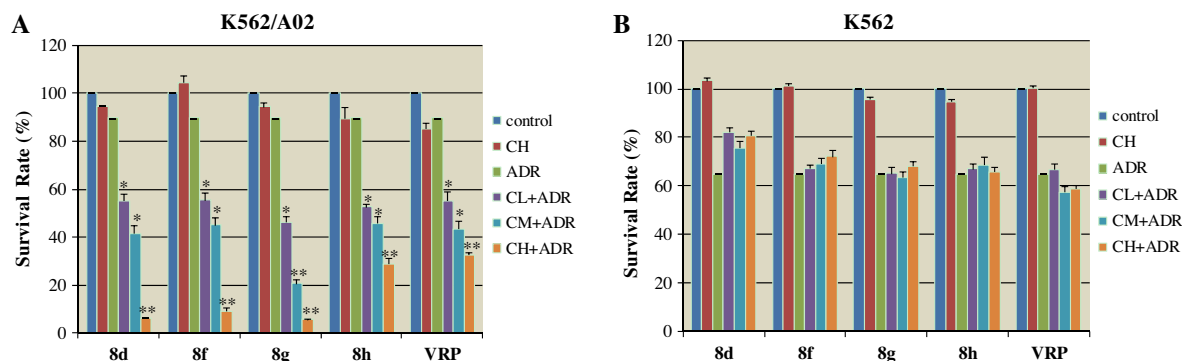 A
K562/A02
Survival Rate (%)
120
100
80
60
40
20
0
*
*
**
*
*
**
*
**
**
*
*
**
*
*
**
8d 8f 8g 8h VRP
control
CH
ADR
CL+ADR
CM+ADR
CH+ADR
B
K562
Survival Rate (%)
120
100
80
60
40
20
0
8d 8f 8g 8h VRP
control
CH
ADR
CL+ADR
CM+ADR
CH+ADR